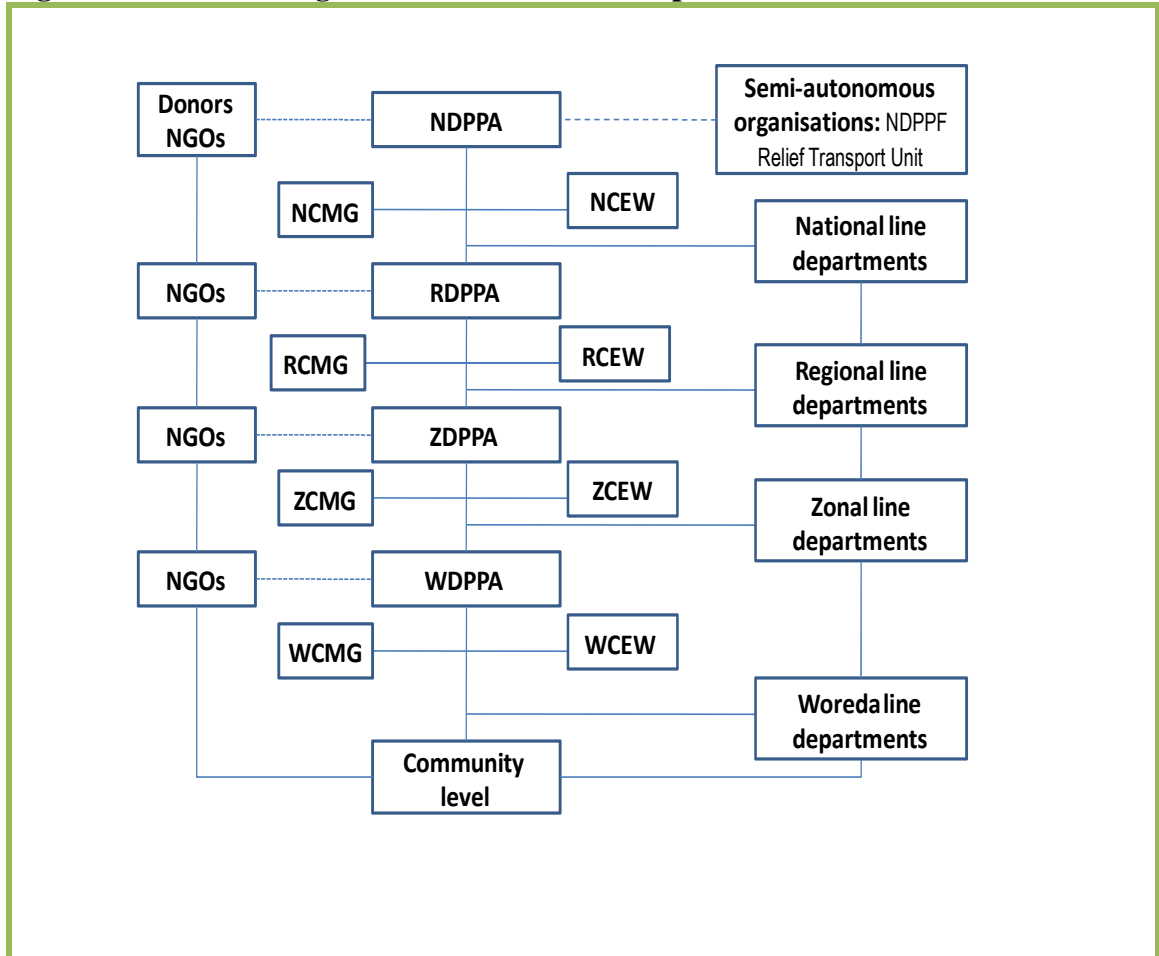 Donors
NGOs
NDPPA
Semi-autonomous
organisations: NDPPF
Relief Transport Unit
NCMG
NCEW
National line
departments
NGOs
RDPPA
RCMG
RCEW
Regional line
departments
NGOs
ZDPPA
ZCMG
ZCEW
Zonal line
departments
NGOs
WDPPA
WCMG
WCEW
Woreda line
departments
Community
level